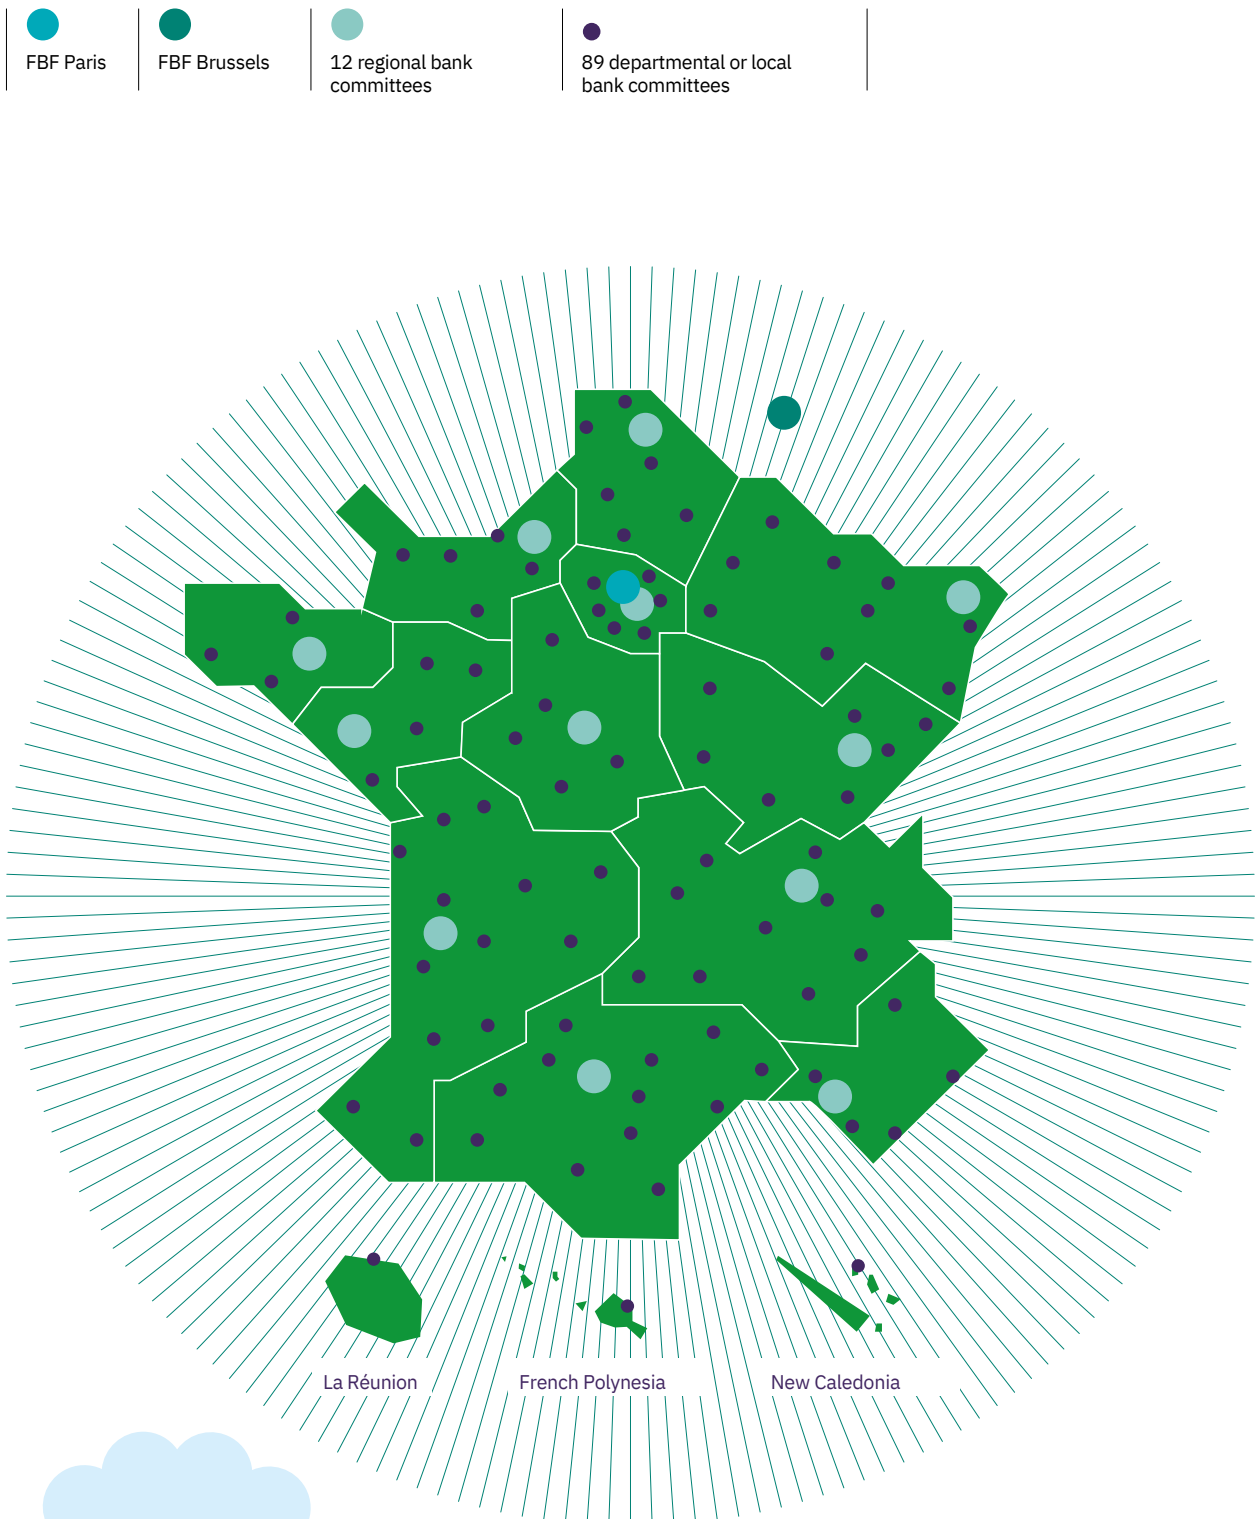 FBF Paris
FBF Brussels
12 regional bank
committees
89 departmental or local
bank committees
La Réunion
French Polynesia
New Caledonia